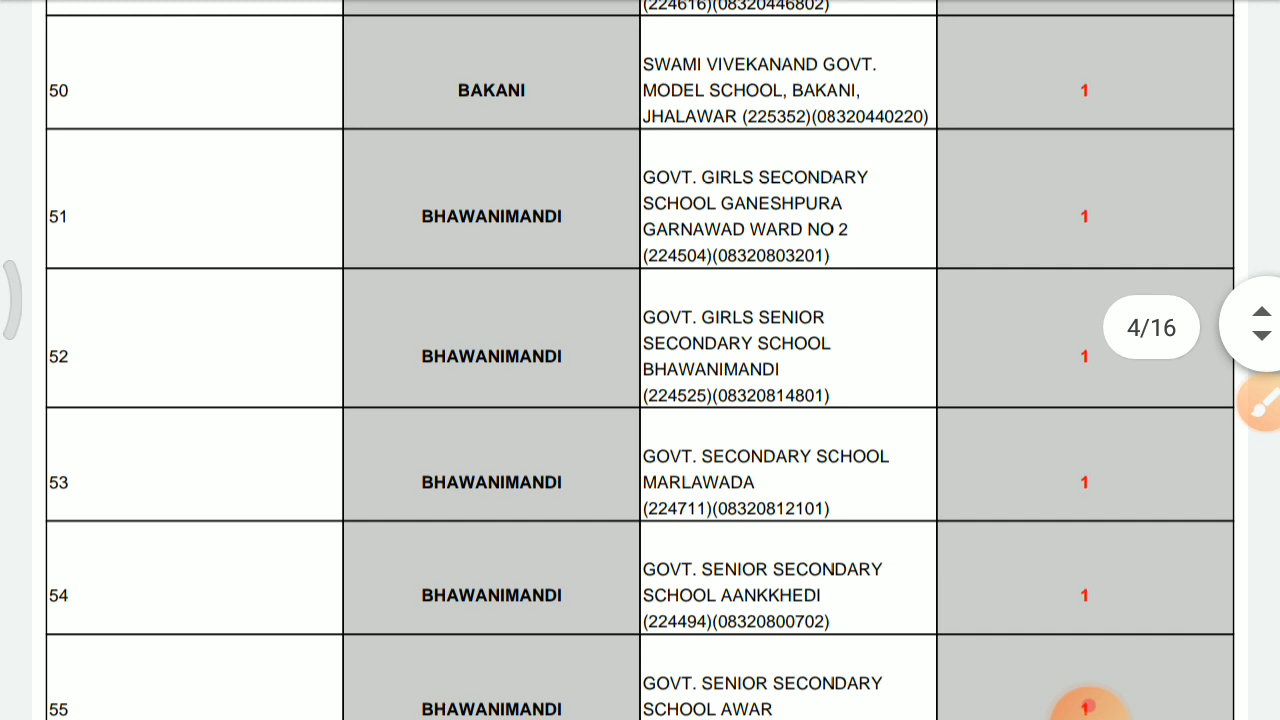 (224616)(08320446802)
50
BAKANI
SWAMI VIVEKANAND GOVT.
MODEL SCHOOL, BAKANI,
JHALAWAR (225352)(08320440220)
1
51
BHAWANIMANDI
GOVT. GIRLS SECONDARY
SCHOOL GANESHPURA
GARNAWAD WARD NO 2
(224504)(08320803201)
1
52
BHAWANIMANDI
GOVT. GIRLS SENIOR
SECONDARY SCHOOL
BHAWANIMANDI
(224525)(08320814801)
1
4/16
53
BHAWANIMANDI
GOVT. SECONDARY SCHOOL
MARLAWADA
(224711)(08320812101)
1
54
BHAWANIMANDI
GOVT. SENIOR SECONDARY
SCHOOL AANKKHEDI
(224494)(08320800702)
1
55
BHAWANIMANDI
GOVT. SENIOR SECONDARY
SCHOOL AWAR
1